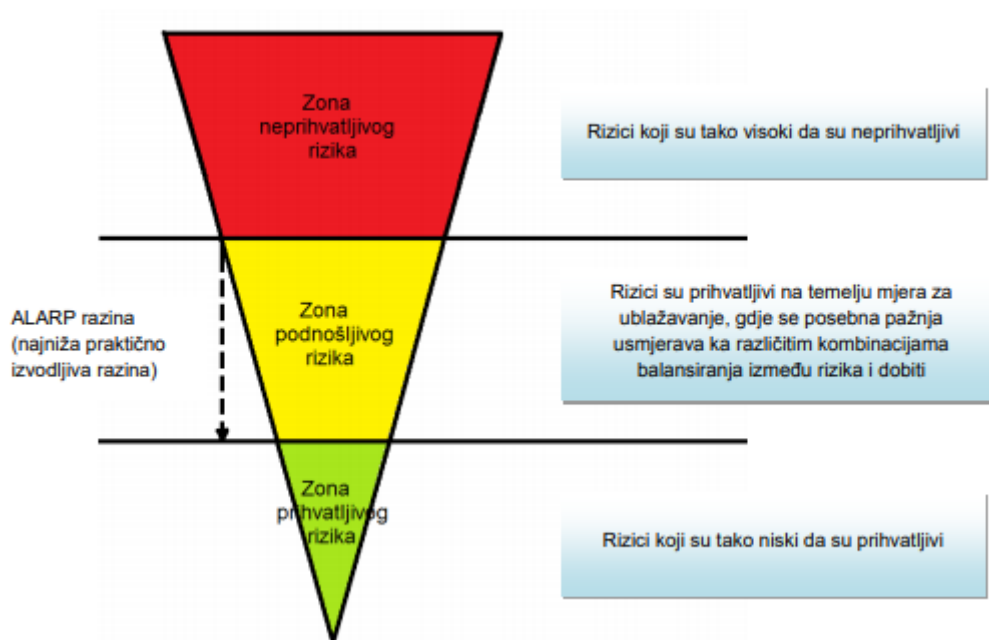 Zona
neprihvatljivog
rizika
Rizici koji su tako visoki da su neprihvatljivi
ALARP razina
(najniža praktično
izvodljiva razina)
Zona
podnošljivog
rizika
Rizici su prihvatljivi na temelju mjera za
ublažavanje, gdje se posebna pažnja
usmjerava ka različitim kombinacijama
balansiranja između rizika i dobiti
Zona
prihvatljivog
rizika
Rizici koji su tako niski da su prihvatljivi